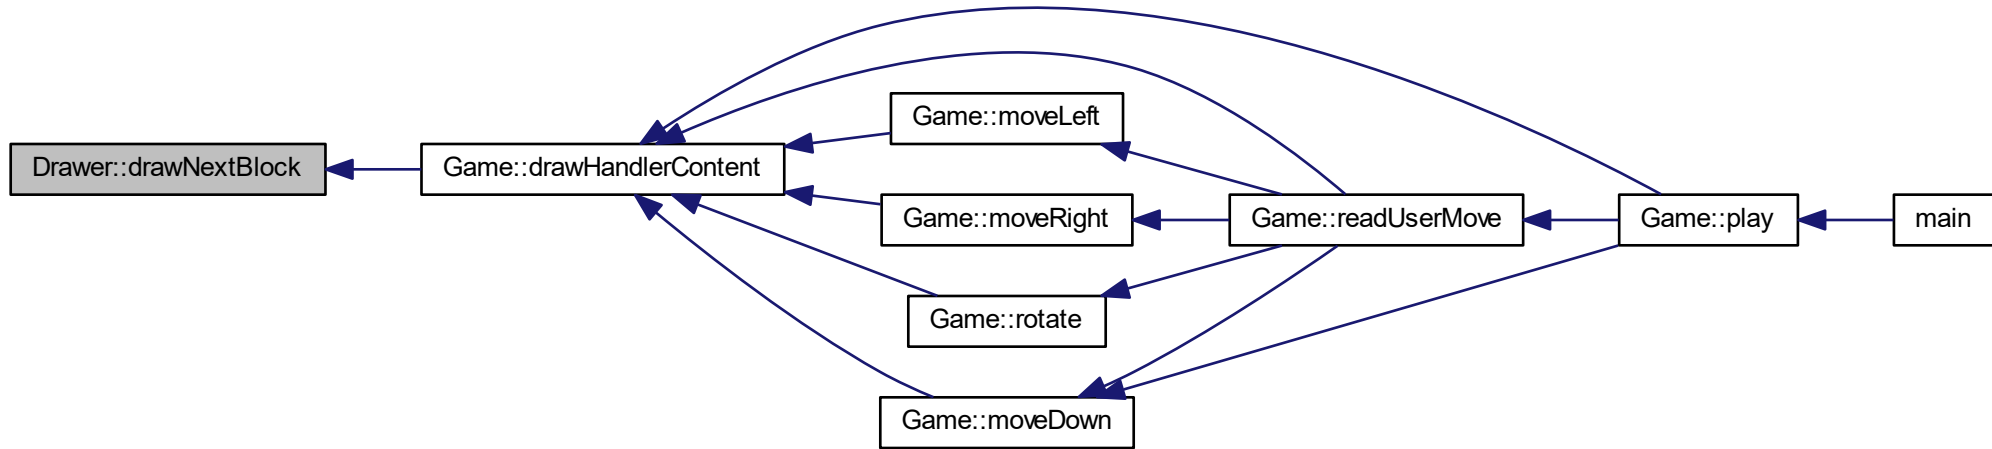 Drawer::drawNextBlock
Game::drawHandlerContent
Game::moveLeft
Game::moveRight
Game::rotate
Game::moveDown
Game::readUserMove
Game::play
main